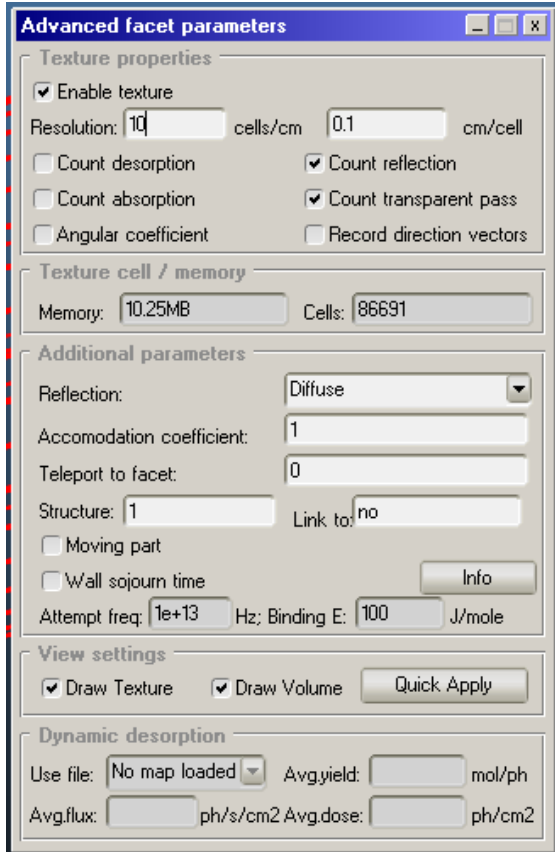 Advanced facet parameters
Texture properties
Enable texture
Resolution: 10 cells/cm 0.1 cm/cell
Count desorption Count reflection
Count absorption Count transparent pass
Angular coefficient Record direction vectors
Texture cell / memory
Memory: 10.25MB Cells: 86691
Additional parameters
Reflection: Diffuse
Accomodation coefficient: 1
Teleport to facet: 0
Structure: 1 Link to: no
Moving part
Wall sojourn time Info
Attempt freq: 1e+13 Hz; Binding E: 100 J/mole
View settings
Draw Texture Draw Volume Quick Apply
Dynamic desorption
Use file: No map loaded Avg.yield: mol/ph
Avg.flux: ph/s/cm2 Avg.dose: ph/cm2